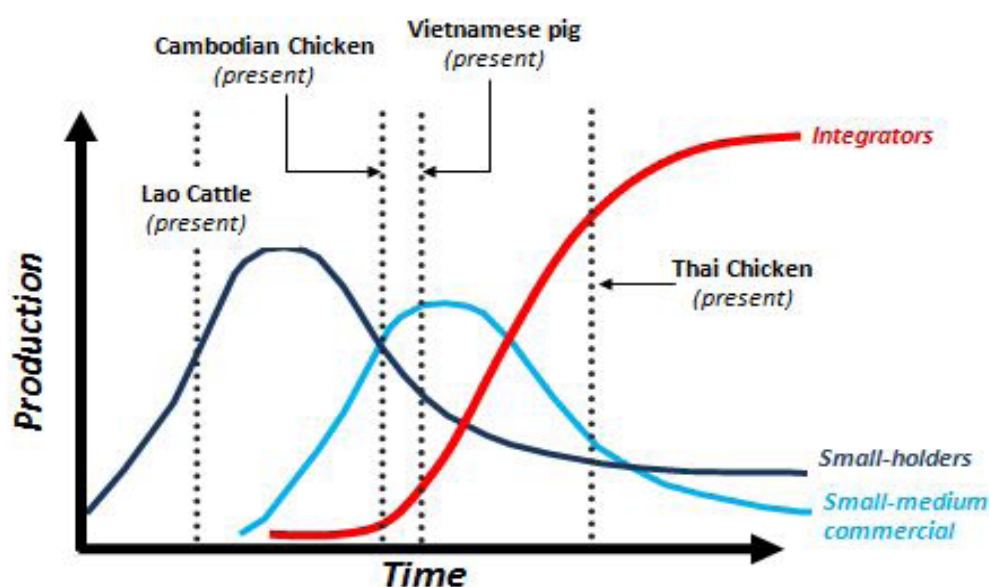 Vietnamese pig
(present)
Cambodian Chicken
(present)
Integrators
Lao Cattle
(present)
Thai Chicken
(present)
Production
Small-holders
Small-medium
commercial
Time